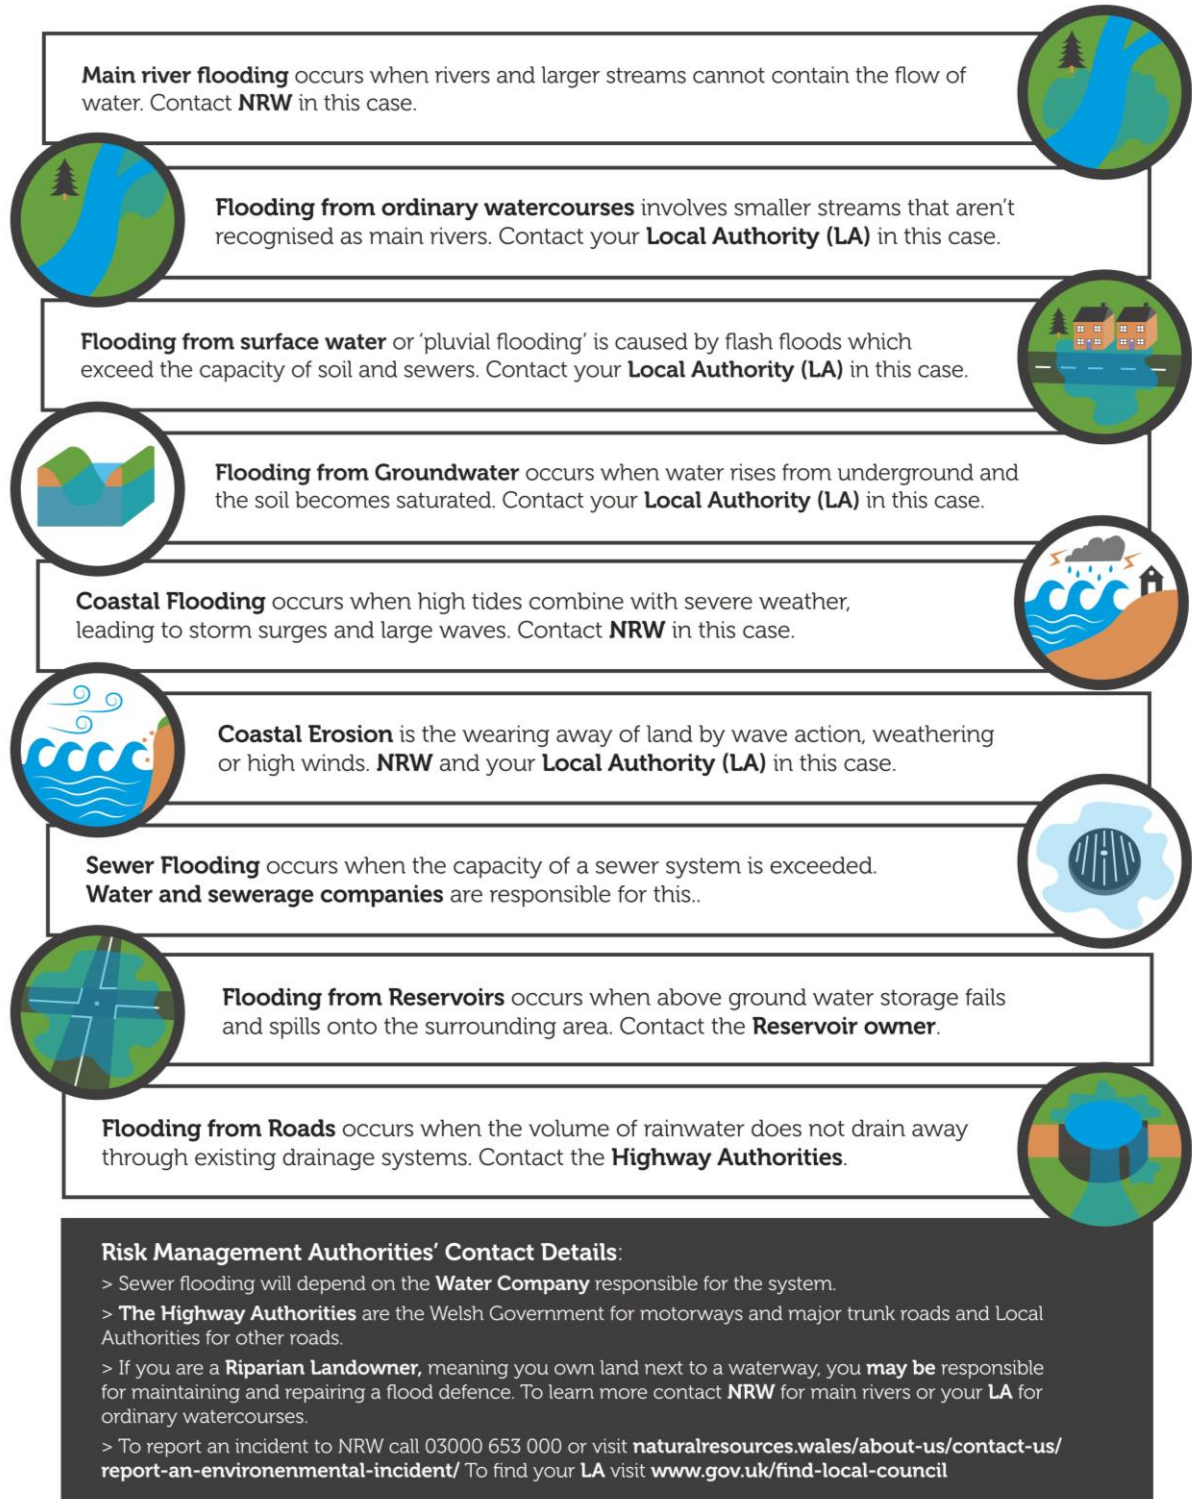 Main river flooding occurs when rivers and larger streams cannot contain the flow of
water. Contact NRW in this case.
Flooding from ordinary watercourses involves smaller streams that aren't
recognised as main rivers. Contact your Local Authority (LA) in this case.
Flooding from surface water or 'pluvial flooding' is caused by flash floods which
exceed the capacity of soil and sewers. Contact your Local Authority (LA) in this case.
Flooding from Groundwater occurs when water rises from underground and
the soil becomes saturated. Contact your Local Authority (LA) in this case.
Coastal Flooding occurs when high tides combine with severe weather,
leading to storm surges and large waves. Contact NRW in this case.
Coastal Erosion is the wearing away of land by wave action, weathering
or high winds. NRW and your Local Authority (LA) in this case.
Sewer Flooding occurs when the capacity of a sewer system is exceeded.
Water and sewerage companies are responsible for this..
Flooding from Reservoirs occurs when above ground water storage fails
and spills onto the surrounding area. Contact the Reservoir owner.
Flooding from Roads occurs when the volume of rainwater does not drain away
through existing drainage systems. Contact the Highway Authorities.
Risk Management Authorities' Contact Details:
> Sewer flooding will depend on the Water Company responsible for the system.
> The Highway Authorities are the Welsh Government for motorways and major trunk roads and Local
Authorities for other roads.
> If you are a Riparian Landowner, meaning you own land next to a waterway, you may be responsible
for maintaining and repairing a flood defence. To learn more contact NRW for main rivers or your LA for
ordinary watercourses.
> To report an incident to NRW call 03000 653 000 or visit naturalresources.wales/about-us/contact-us/
report-an-environenmental-incident/ To find your LA visit www.gov.uk/find-local-council